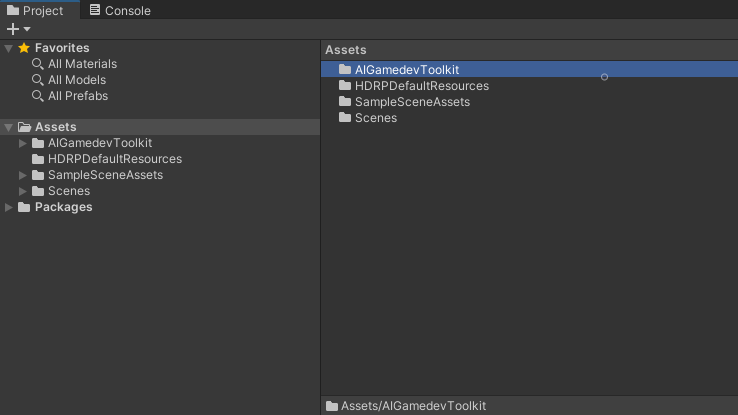 Project Console
Favorites
All Materials
All Models
All Prefabs
Assets
AIGamedevToolkit
HDRPDefaultResources
SampleSceneAssets
Scenes
Packages
Assets
AIGamedevToolkit
HDRPDefaultResources
SampleSceneAssets
Scenes
Assets/AIGamedevToolkit